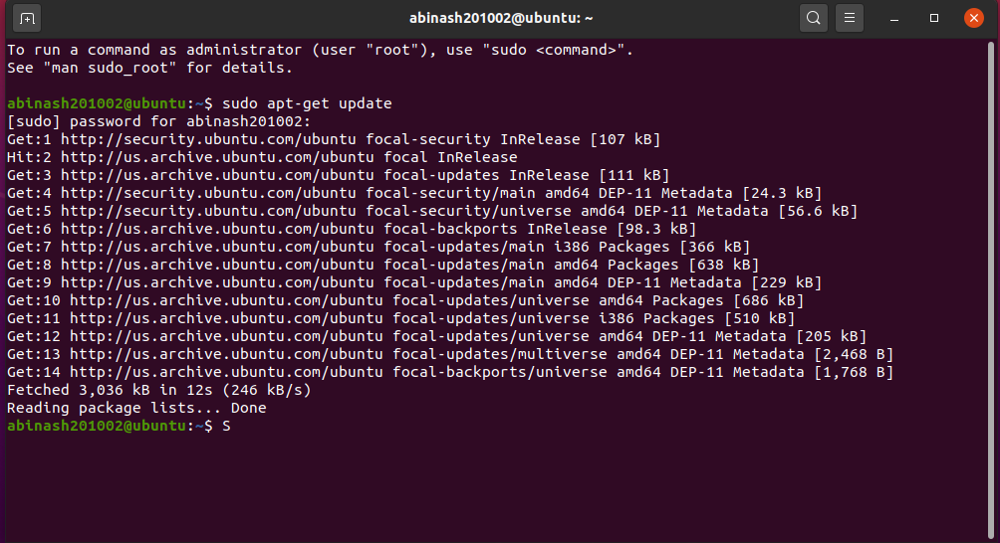 abinash201002@ubuntu: ~
To run a command as administrator (user "root"), use "sudo <command>".
See "man sudo_root" for details.
abinash201002@ubuntu:~$ sudo apt-get update
[sudo] password for abinash201002:
Get:1 http://security.ubuntu.com/ubuntu focal-security InRelease [107 kB]
Hit:2 http://us.archive.ubuntu.com/ubuntu focal InRelease
Get:3 http://us.archive.ubuntu.com/ubuntu focal-updates InRelease [111 kB]
Get:4 http://security.ubuntu.com/ubuntu focal-security/main amd64 DEP-11 Metadata [24.3 kB]
Get:5 http://security.ubuntu.com/ubuntu focal-security/universe amd64 DEP-11 Metadata [56.6 kB]
Get:6 http://us.archive.ubuntu.com/ubuntu focal-backports InRelease [98.3 kB]
Get:7 http://us.archive.ubuntu.com/ubuntu focal-updates/main i386 Packages [366 kB]
Get:8 http://us.archive.ubuntu.com/ubuntu focal-updates/main amd64 Packages [638 kB]
Get:9 http://us.archive.ubuntu.com/ubuntu focal-updates/main amd64 DEP-11 Metadata [229 kB]
Get:10 http://us.archive.ubuntu.com/ubuntu focal-updates/universe amd64 Packages [686 kB]
Get:11 http://us.archive.ubuntu.com/ubuntu focal-updates/universe i386 Packages [510 kB]
Get:12 http://us.archive.ubuntu.com/ubuntu focal-updates/universe amd64 DEP-11 Metadata [205 kB]
Get:13 http://us.archive.ubuntu.com/ubuntu focal-updates/multiverse amd64 DEP-11 Metadata [2,468 B]
Get:14 http://us.archive.ubuntu.com/ubuntu focal-backports/universe amd64 DEP-11 Metadata [1,768 B]
Fetched 3,036 kB in 12s (246 kB/s)
Reading package lists... Done
abinash201002@ubuntu:~$ S